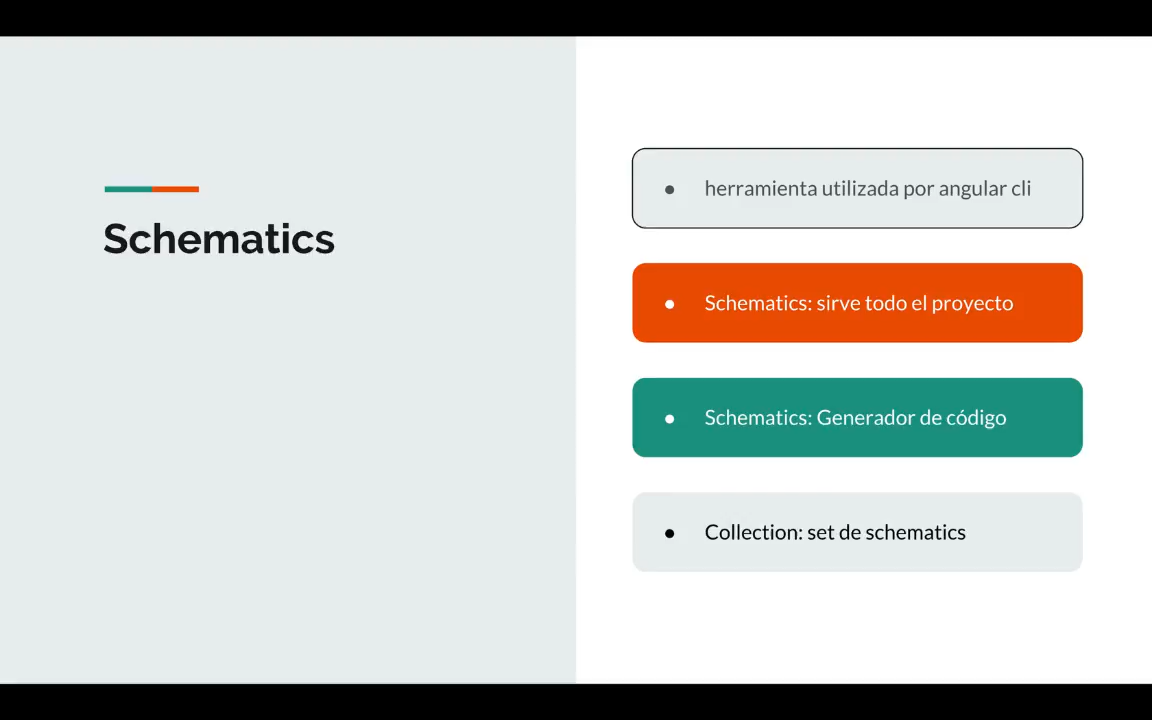 Schematics
● herramienta utilizada por angular cli
● Schematics: sirve todo el proyecto
● Schematics: Generador de código
● Collection: set de schematics